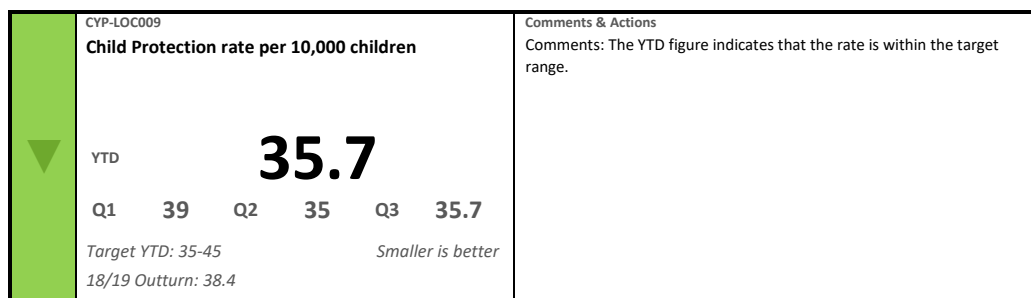 CYP-LOC009
Child Protection rate per 10,000 children
YTD 35.7
Q1 39 Q2 35 Q3 35.7
Target YTD: 35-45 Smaller is better
18/19 Outturn: 38.4
Comments & Actions
Comments: The YTD figure indicates that the rate is within the target
range.